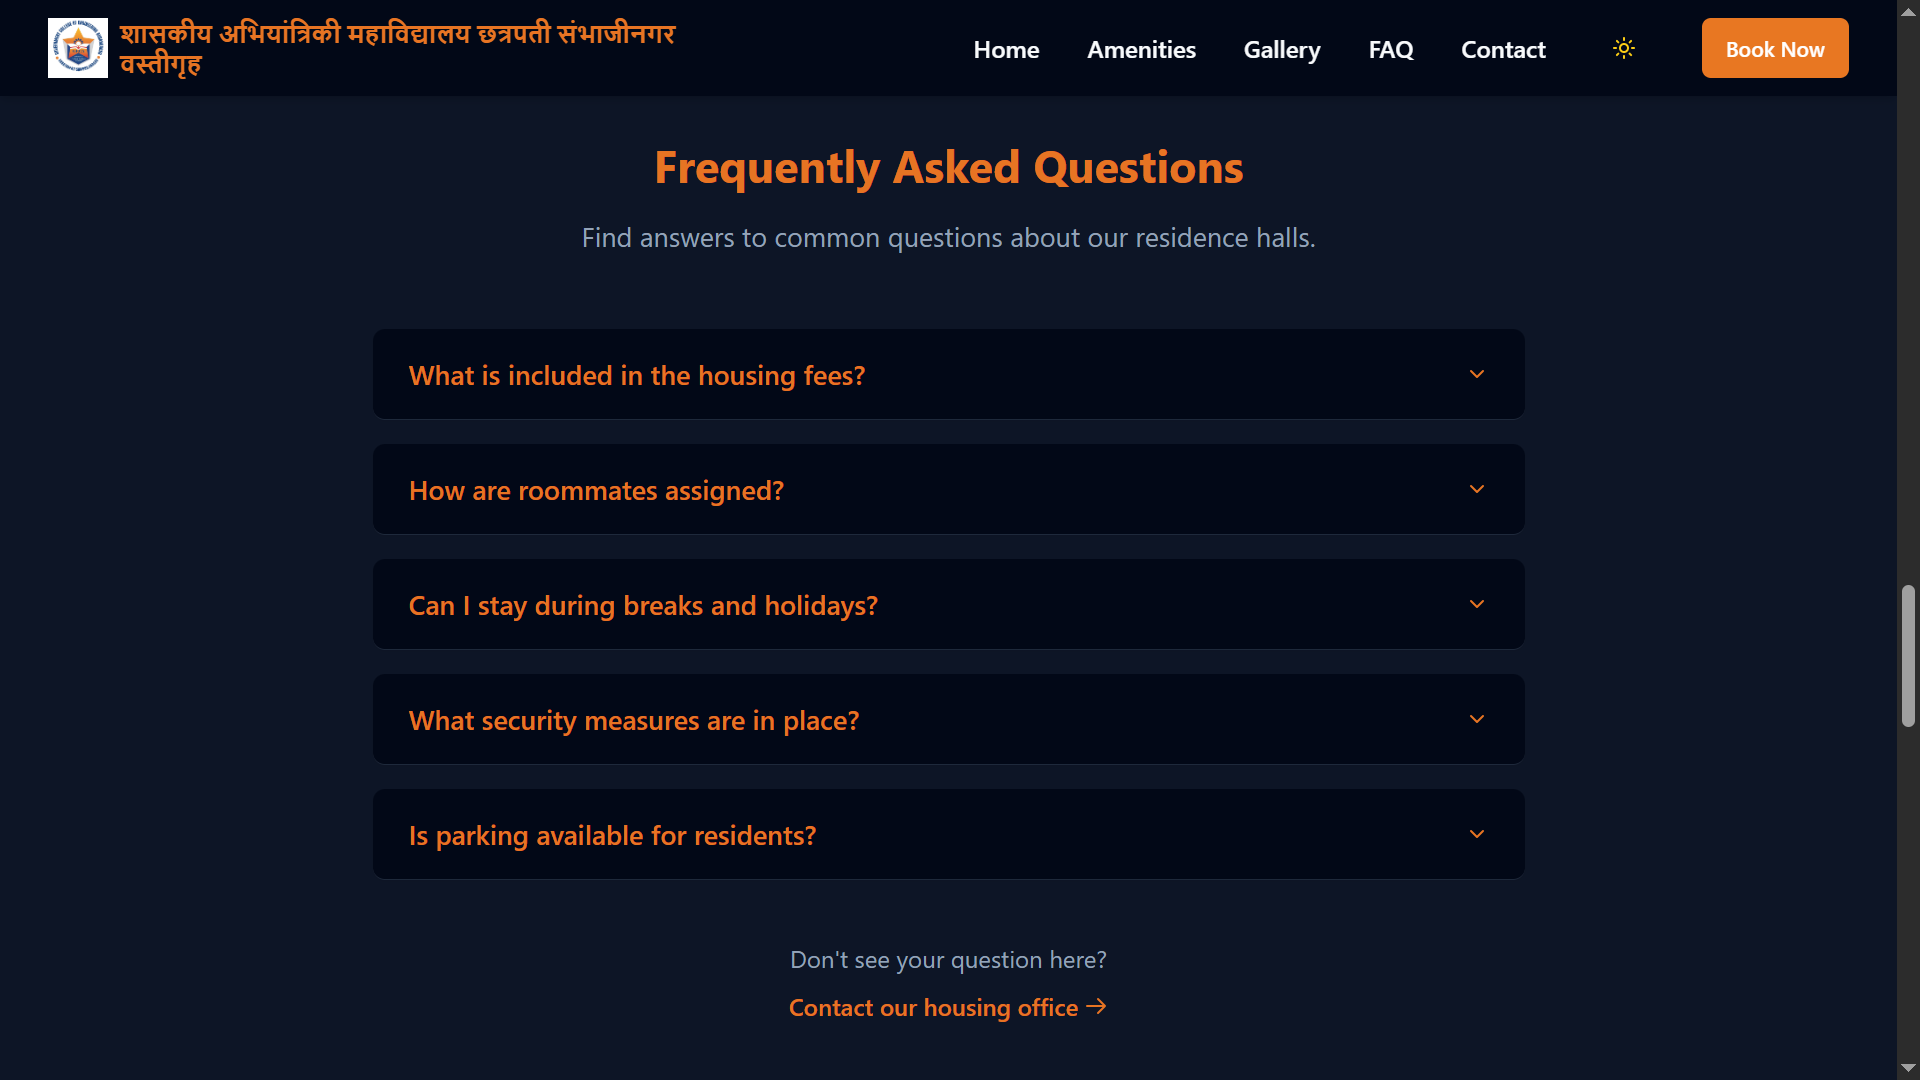 शासकीय अभियांत्रिकी महाविद्यालय छत्रपती संभाजीनगर
वस्तीगृह
Home
Amenities
Gallery
FAQ
Contact
Book Now
Frequently Asked Questions
Find answers to common questions about our residence halls.
What is included in the housing fees?
How are roommates assigned?
Can I stay during breaks and holidays?
What security measures are in place?
Is parking available for residents?
Don't see your question here?
Contact our housing office →